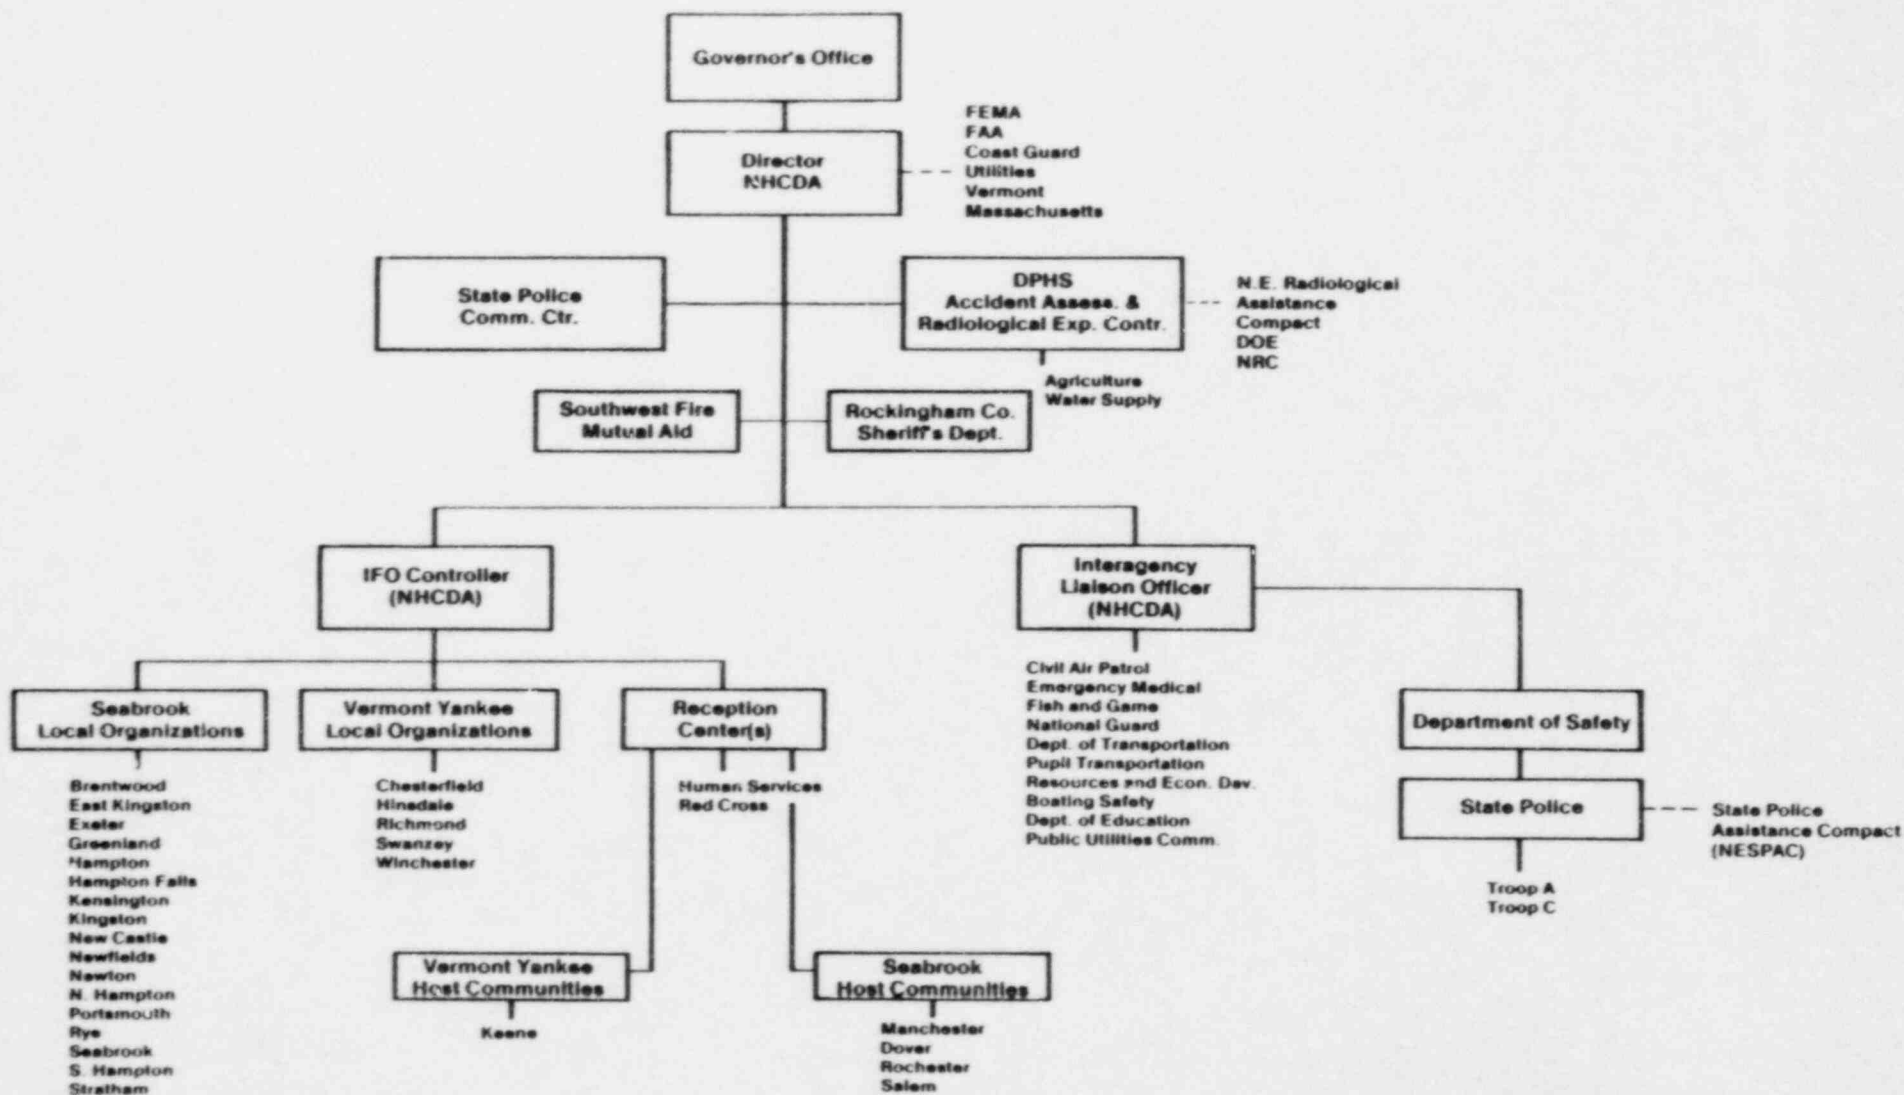 Governor's Office
Director
NHCDA
FEMA
FAA
Coast Guard
Utilities
Vermont
Massachusetts
State Police
Comm. Ctr.
DPHS
Accident Assess. &
Radiological Exp. Contr.
N.E. Radiological
Assistance
Compact
DOE
NRC
Agriculture
Water Supply
Southwest Fire
Mutual Aid
Rockingham Co.
Sheriff's Dept.
IFO Controller
(NHCDA)
Interagency
Liaison Officer
(NHCDA)
Seabrook
Local Organizations
Brentwood
East Kingston
Exeter
Greenland
Hampton
Hampton Falls
Kensington
Kingston
New Castle
Newfields
Newton
N. Hampton
Portsmouth
Rye
Seabrook
S. Hampton
Stratham
Vermont Yankee
Local Organizations
Chesterfield
Hinsdale
Richmond
Swanzey
Winchester
Reception
Center(s)
Human Services
Red Cross
Vermont Yankee
Host Communities
Keene
Seabrook
Host Communities
Manchester
Dover
Rochester
Salem
Civil Air Patrol
Emergency Medical
Fish and Game
National Guard
Dept. of Transportation
Pupil Transportation
Resources and Econ. Dev.
Boating Safety
Dept. of Education
Public Utilities Comm.
Department of Safety
State Police
State Police
Assistance Compact
(NESPAC)
Troop A
Troop C